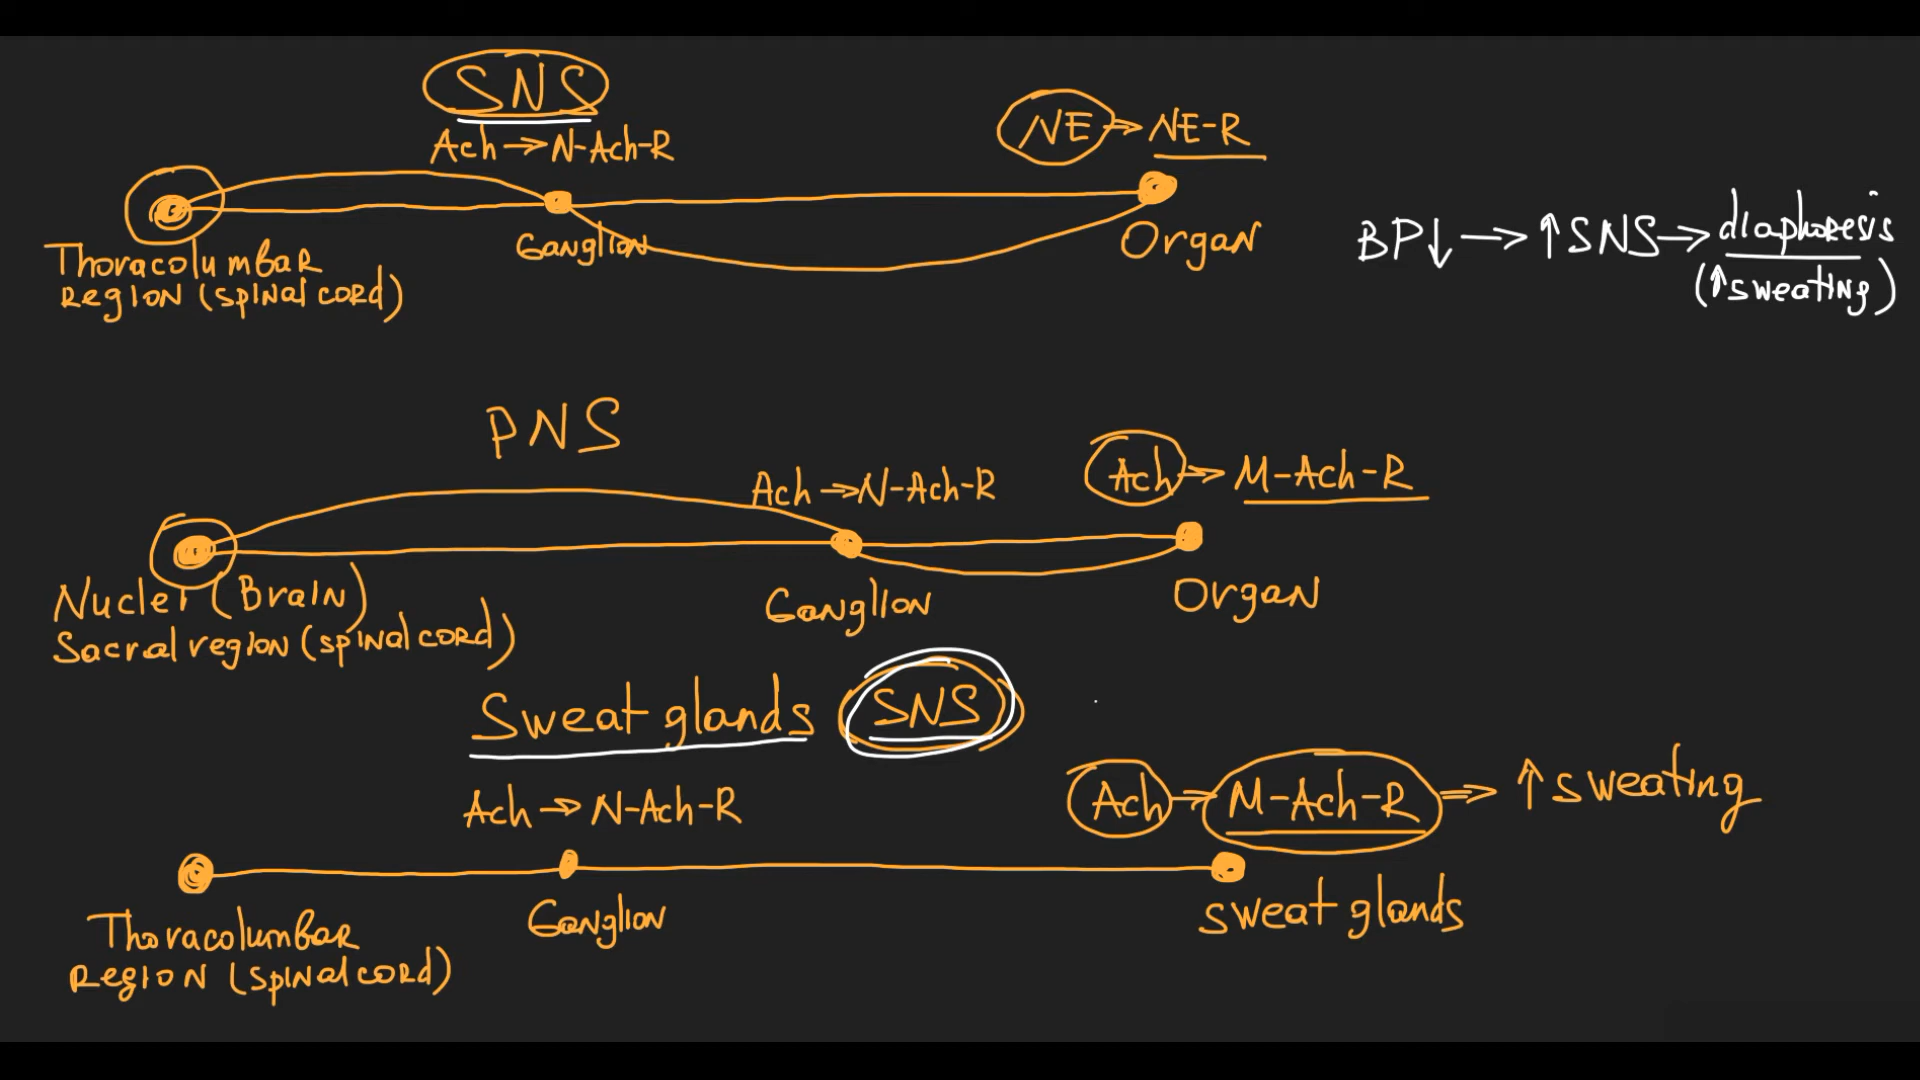 SNS
Ach → N-Ach-R
NE → NE-R
Thoracolumbar
Region (spinal cord)
Ganglion
Organ
BP↓ → ↑SNS → diaphoresis
(↑sweating)
PNS
Ach → N-Ach-R
Ach → M-Ach-R
Nuclei (Brain)
Sacral region (spinal cord)
Ganglion
Organ
Sweat glands SNS
Ach → N-Ach-R
Ach → M-Ach-R ⇒ ↑sweating
Thoracolumbar
Region (spinal cord)
Ganglion
sweat glands